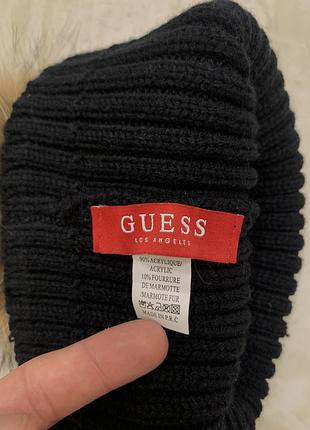 GUESS
LOS ANGELES
90% ACRYLIQUE/
ACRYLIC
10% FOURRURE
DE MARMOTTE
/MARMOTE FUR
MADE IN P.R.C